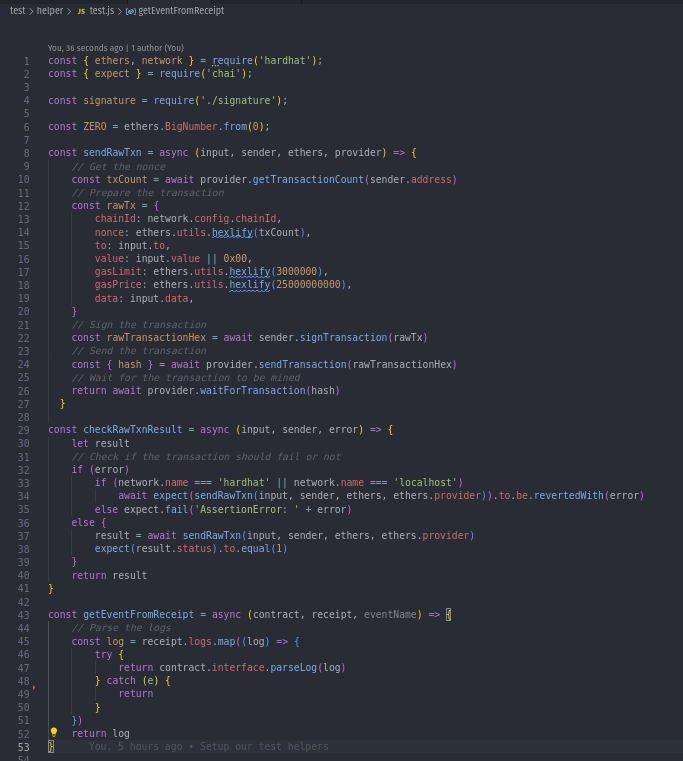 test > helper > JS test.js > getEventFromReceipt
You, 36 seconds ago | 1 author (You)
1 const { ethers, network } = require('hardhat');
2 const { expect } = require('chai');
3
4 const signature = require('./signature');
5
6 const ZERO = ethers.BigNumber.from(0);
7
8 const sendRawTxn = async (input, sender, ethers, provider) => {
9 // Get the nonce
10 const txCount = await provider.getTransactionCount(sender.address)
11 // Prepare the transaction
12 const rawTx = {
13 chainId: network.config.chainId,
14 nonce: ethers.utils.hexlify(txCount),
15 to: input.to,
16 value: input.value || 0x00,
17 gasLimit: ethers.utils.hexlify(3000000),
18 gasPrice: ethers.utils.hexlify(25000000000),
19 data: input.data,
20 }
21 // Sign the transaction
22 const rawTransactionHex = await sender.signTransaction(rawTx)
23 // Send the transaction
24 const { hash } = await provider.sendTransaction(rawTransactionHex)
25 // Wait for the transaction to be mined
26 return await provider.waitForTransaction(hash)
27 }
28
29 const checkRawTxnResult = async (input, sender, error) => {
30 let result
31 // Check if the transaction should fail or not
32 if (error)
33 if (network.name === 'hardhat' || network.name === 'localhost')
34 await expect(sendRawTxn(input, sender, ethers, ethers.provider)).to.be.revertedWith(error)
35 else expect.fail('AssertionError: ' + error)
36 else {
37 result = await sendRawTxn(input, sender, ethers, ethers.provider)
38 expect(result.status).to.equal(1)
39 }
40 return result
41 }
42
43 const getEventFromReceipt = async (contract, receipt, eventName) => {
44 // Parse the logs
45 const log = receipt.logs.map((log) => {
46 try {
47 return contract.interface.parseLog(log)
48 } catch (e) {
49 return
50 }
51 })
52 return log
53 } You, 5 hours ago • Setup our test helpers
54